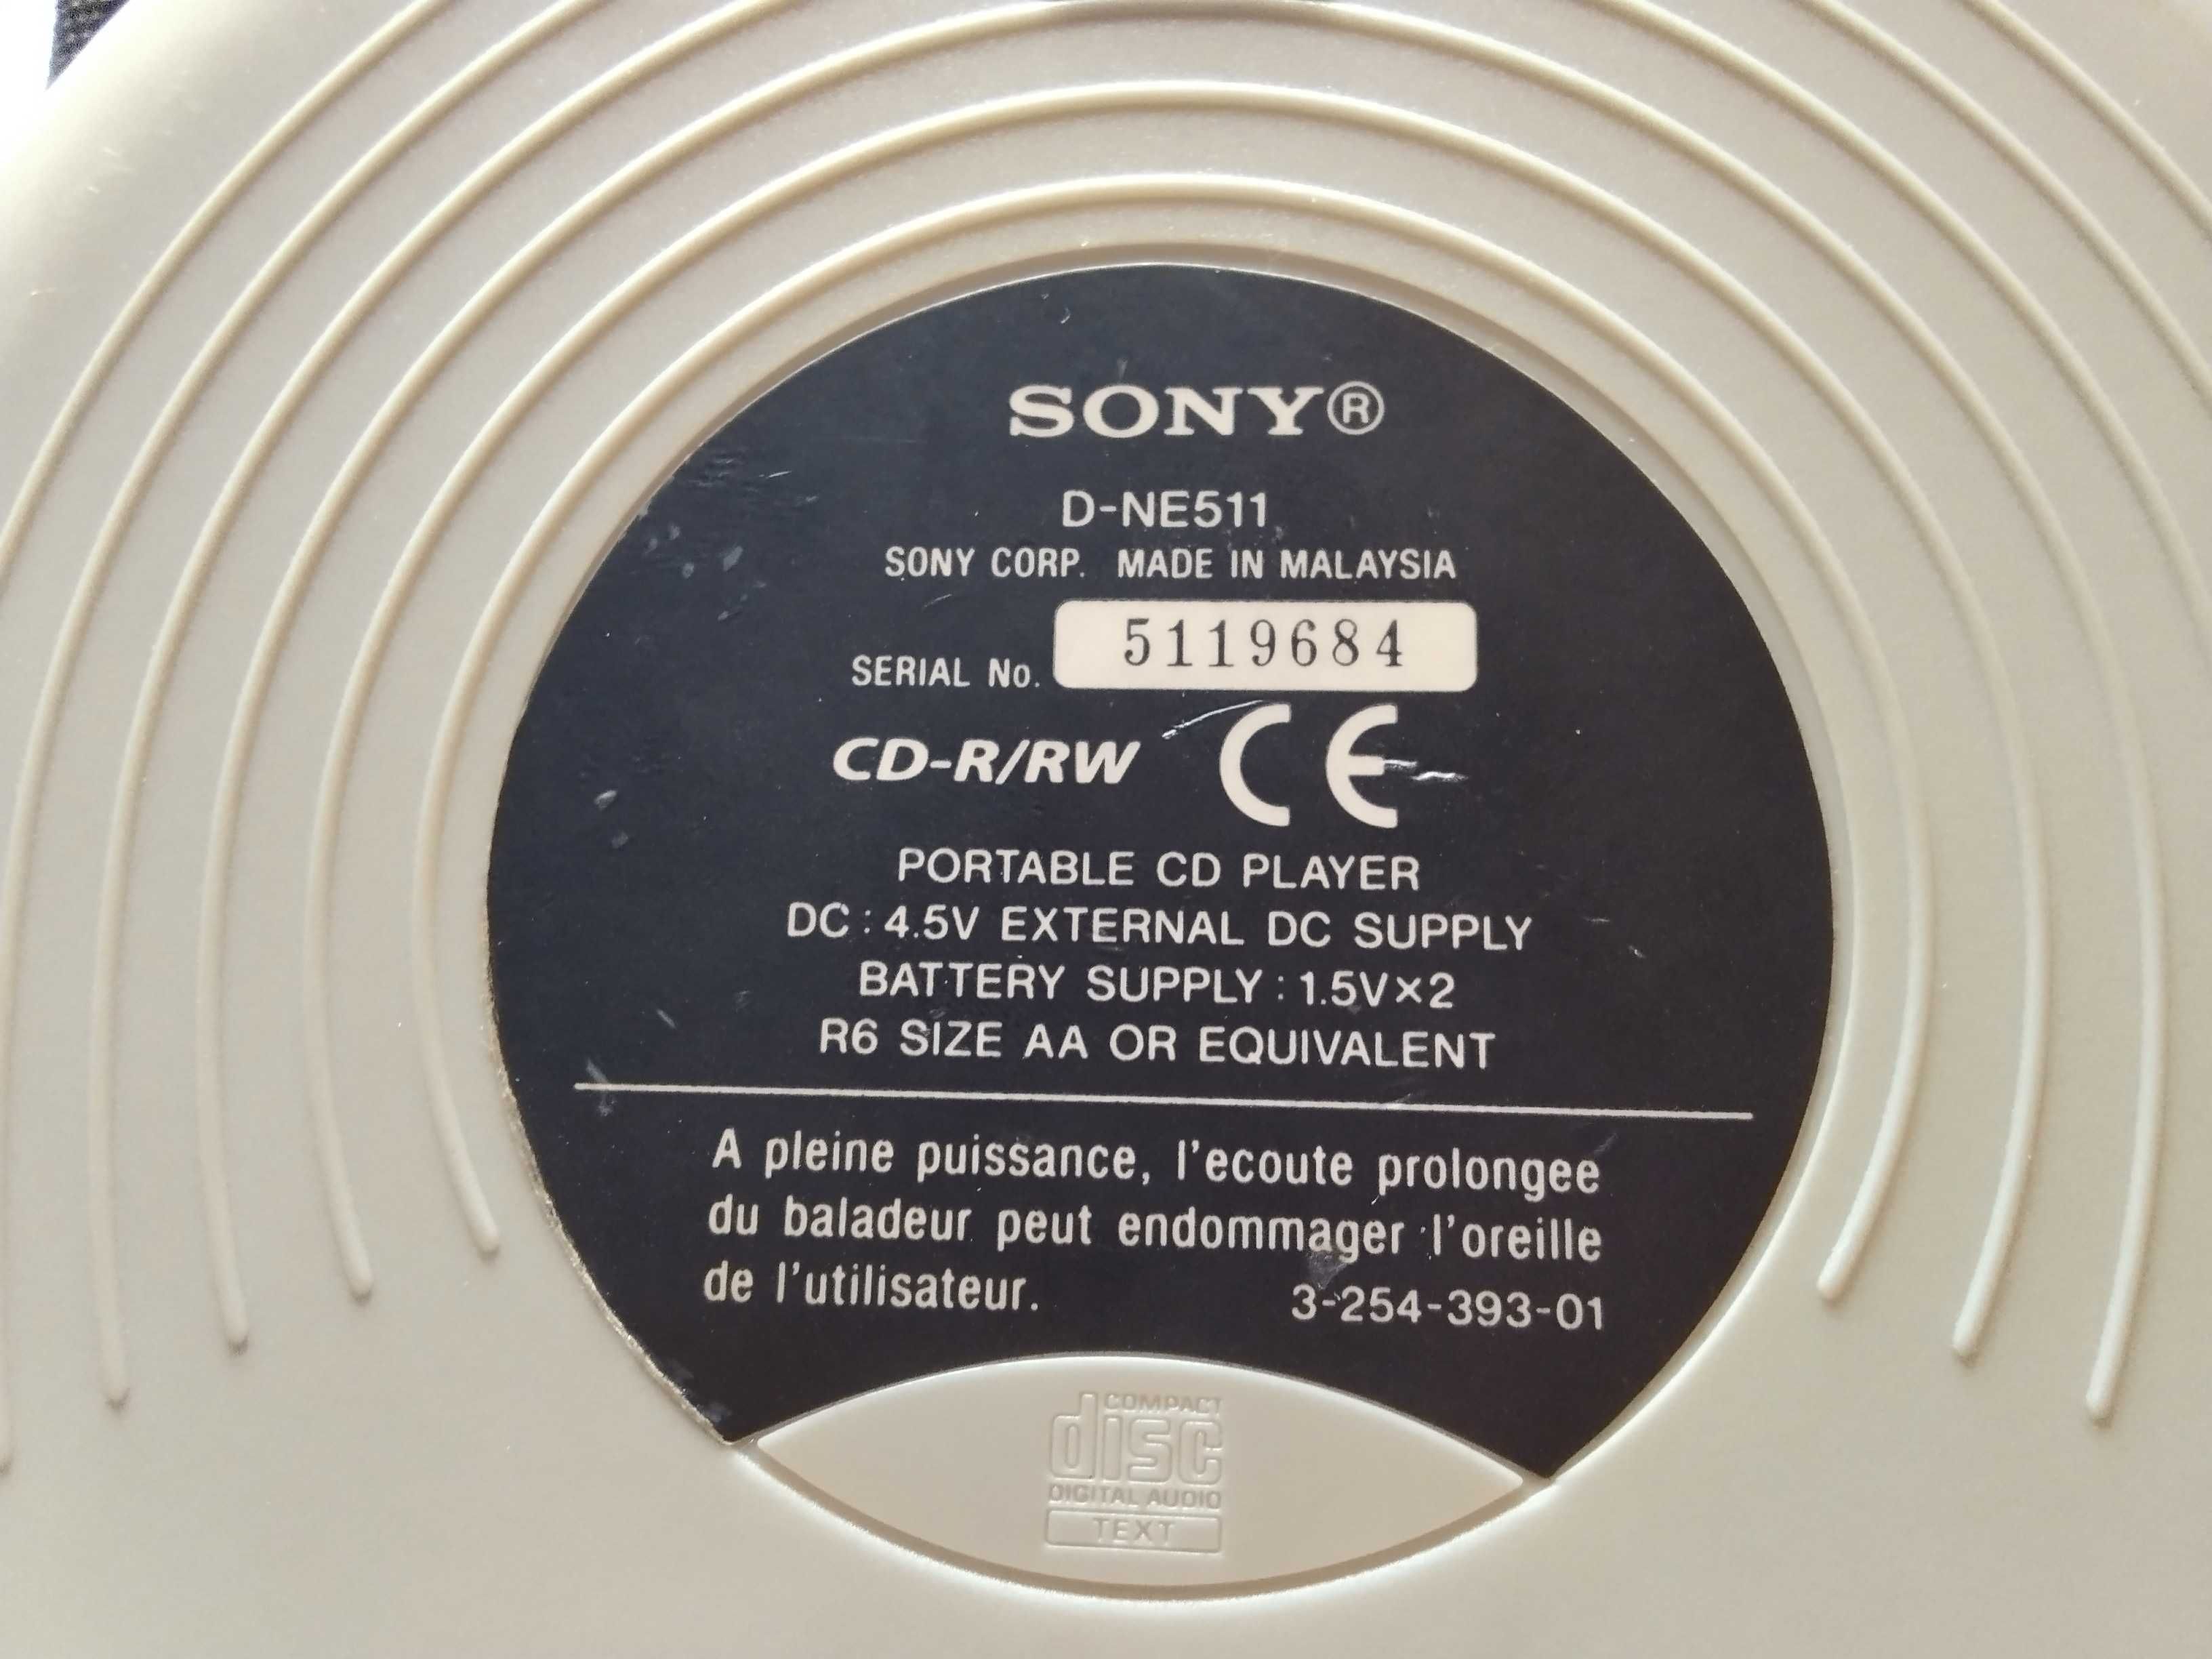 SONY®
D-NE511
SONY CORP. MADE IN MALAYSIA
SERIAL No. 5119684
CD-R/RW CE
PORTABLE CD PLAYER
DC : 4.5V EXTERNAL DC SUPPLY
BATTERY SUPPLY : 1.5V×2
R6 SIZE AA OR EQUIVALENT
A pleine puissance, l'ecoute prolongee
du baladeur peut endommager l'oreille
de l'utilisateur. 3-254-393-01
COMPACT
disc
DIGITAL AUDIO
TEXT